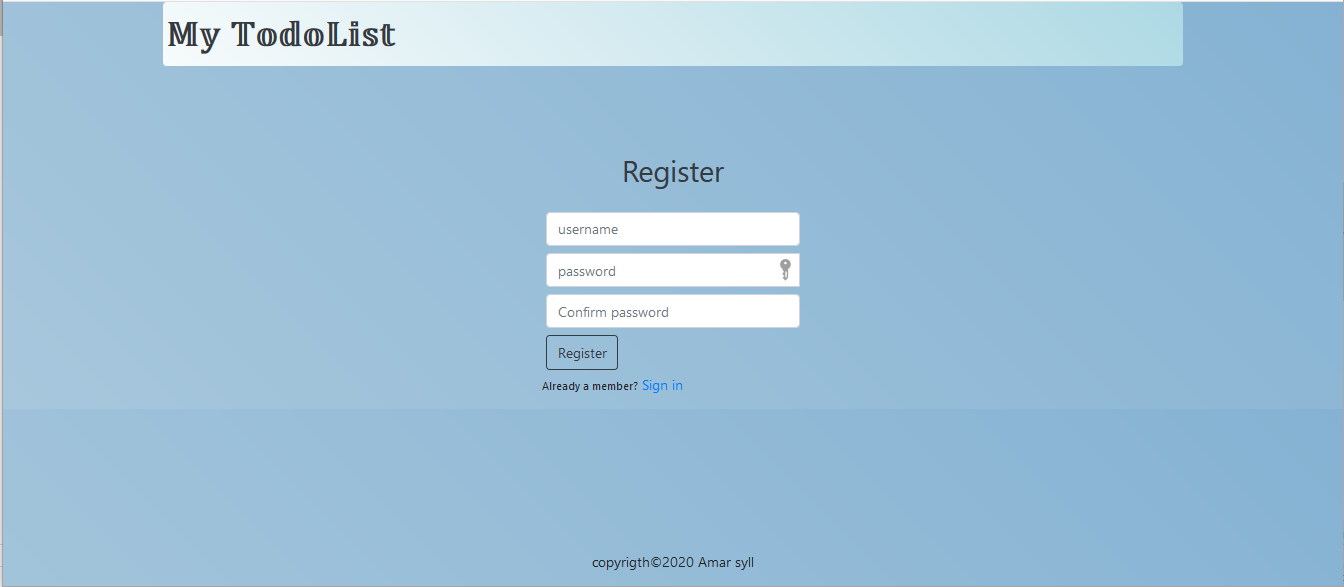 My TodoList
Register
username
password
Confirm password
Register
Already a member? Sign in
copyrigth©2020 Amar syll